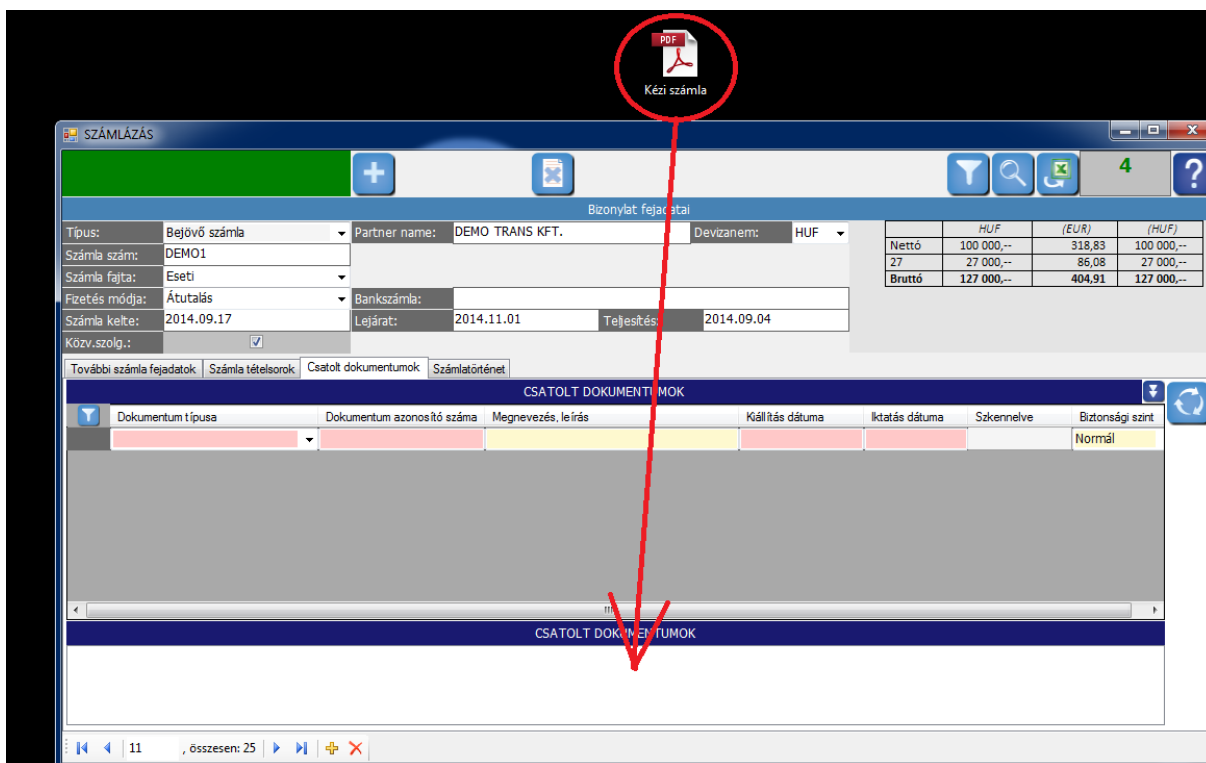 PDF
Kézi számla
SZÁMLÁZÁS
4
?
Bizonylat fejadatai
Típus: Bejövő számla Partner name: DEMO TRANS KFT. Devizanem: HUF
Számla szám: DEMO1
Számla fajta: Eseti
Fizetés módja: Átutalás Bankszámla:
Számla kelte: 2014.09.17 Lejárat: 2014.11.01 Teljesítés: 2014.09.04
Közv.szolg.:
HUF (EUR) (HUF)
Nettó 100 000,-- 318,83 100 000,--
27 27 000,-- 86,08 27 000,--
Bruttó 127 000,-- 404,91 127 000,--
További számla fejadatok Számla tételsorok Csatolt dokumentumok Számlatörténet
CSATOLT DOKUMENTUMOK
Dokumentum típusa Dokumentum azonosító száma Megnevezés, leírás Kiállítás dátuma Iktatás dátuma Szkennelve Biztonsági szint
Normál
CSATOLT DOKUMENTUMOK
11 , összesen: 25